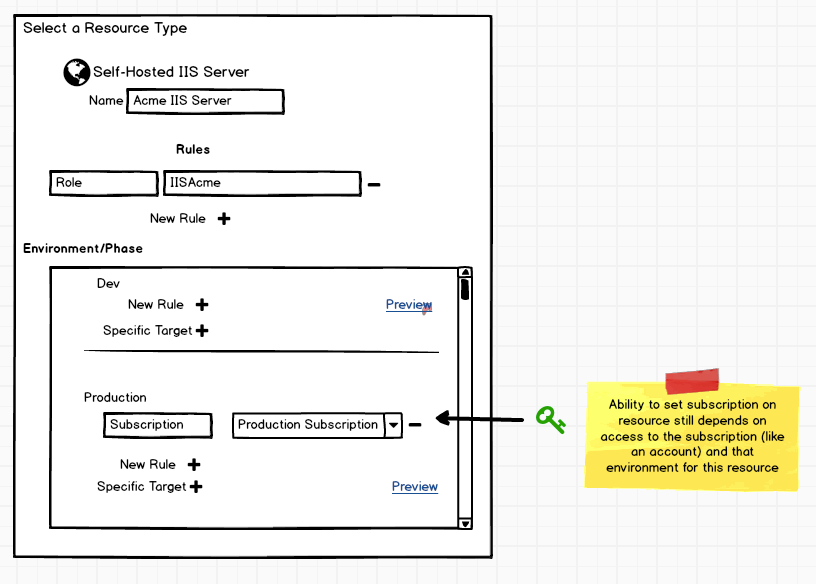 Select a Resource Type
Self-Hosted IIS Server
Name Acme IIS Server
Rules
Role IISAcme
New Rule
Environment/Phase
Dev
New Rule Preview
Specific Target
Production
Subscription Production Subscription
New Rule
Specific Target Preview
Ability to set subscription on
resource still depends on
access to the subscription (like
an account) and that
environment for this resource